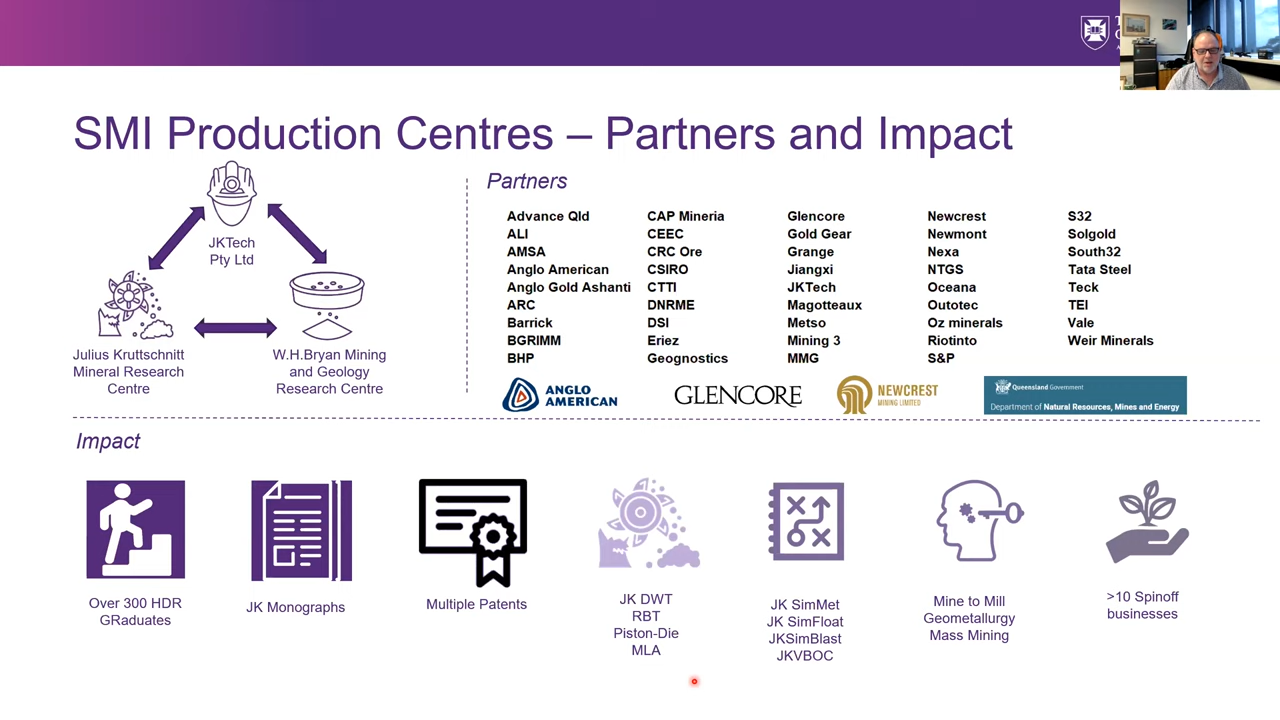 SMI Production Centres – Partners and Impact
JKTech
Pty Ltd
Julius Kruttschnitt
Mineral Research
Centre
W.H.Bryan Mining
and Geology
Research Centre
Partners
Advance Qld
ALI
AMSA
Anglo American
Anglo Gold Ashanti
ARC
Barrick
BGRIMM
BHP
CAP Mineria
CEEC
CRC Ore
CSIRO
CTTI
DNRME
DSI
Eriez
Geognostics
Glencore
Gold Gear
Grange
Jiangxi
JKTech
Magotteaux
Metso
Mining 3
MMG
Newcrest
Newmont
Nexa
NTGS
Oceana
Outotec
Oz minerals
Riotinto
S&P
S32
Solgold
South32
Tata Steel
Teck
TEI
Vale
Weir Minerals
ANGLO
AMERICAN
GLENCORE
NEWCREST
MINING LIMITED
Queensland Government
Department of Natural Resources, Mines and Energy
Impact
Over 300 HDR
GRaduates
JK Monographs
Multiple Patents
JK DWT
RBT
Piston-Die
MLA
JK SimMet
JK SimFloat
JKSimBlast
JKVBOC
Mine to Mill
Geometallurgy
Mass Mining
>10 Spinoff
businesses